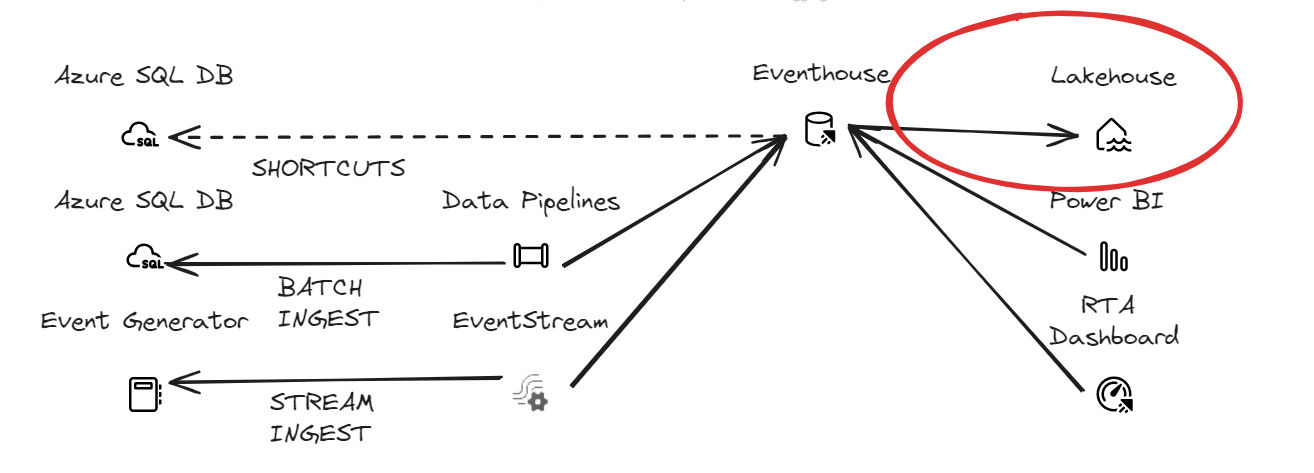 Azure SQL DB
Eventhouse
Lakehouse
SQL
SHORTCUTS
Azure SQL DB
Data Pipelines
Power BI
SQL
BATCH
INGEST
Event Generator
EventStream
RTA
Dashboard
STREAM
INGEST